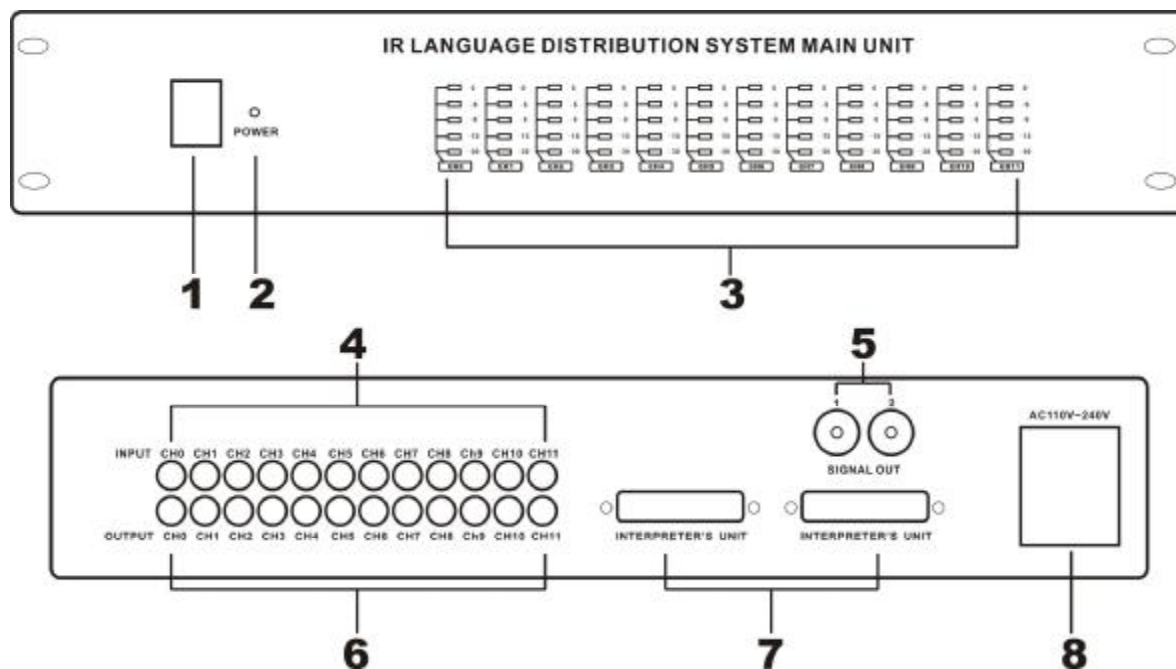 IR LANGUAGE DISTRIBUTION SYSTEM MAIN UNIT
POWER
1 2 3
4 5
1 2
AC110V-240V
INPUT CH0 CH1 CH2 CH3 CH4 CH5 CH6 CH7 CH8 Ch9 CH10 CH11
SIGNAL OUT
OUTPUT CH0 CH1 CH2 CH3 CH4 CH5 CH6 CH7 CH8 Ch9 CH10 CH11
INTERPRETER'S UNIT INTERPRETER'S UNIT
6 7 8